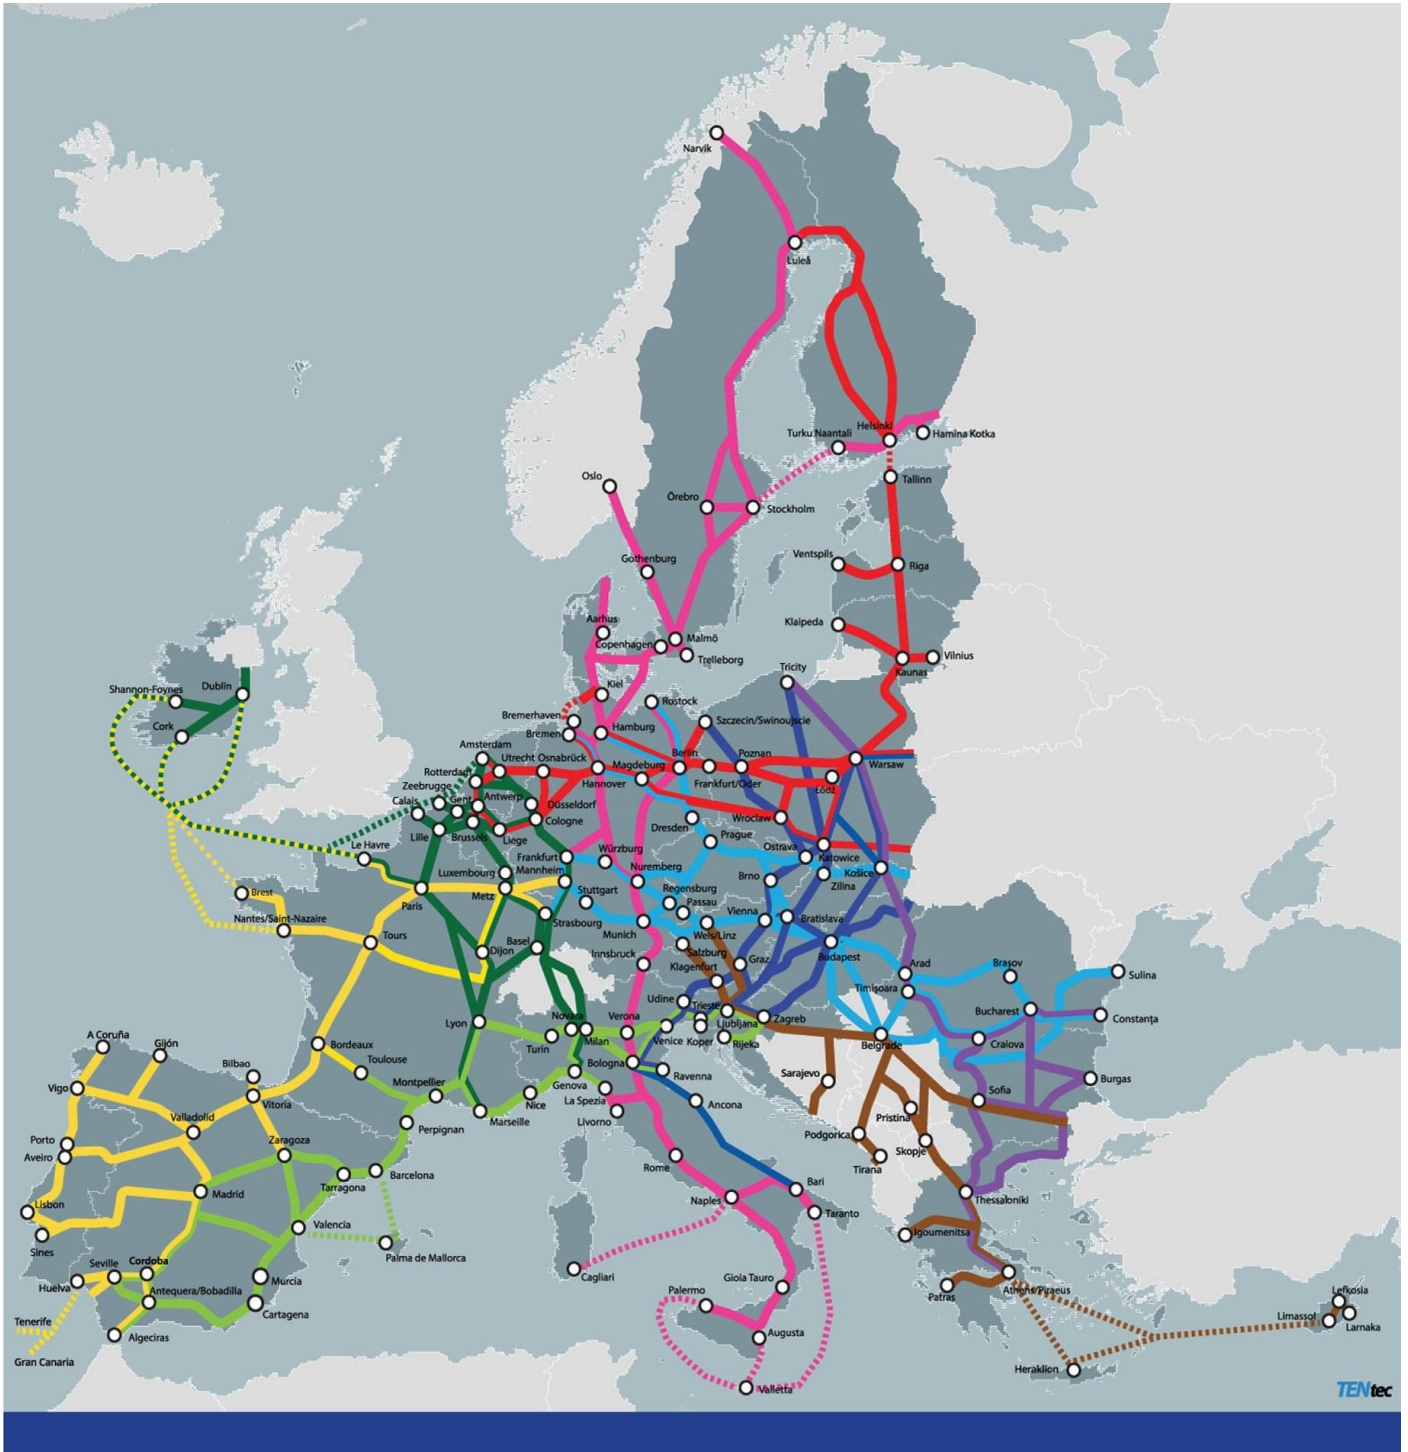 Narvik
Luleå
Helsinki
Turku Naantali
Hamina Kotka
Oslo
Tallinn
Örebro
Stockholm
Ventspils
Gothenburg
Riga
Aarhus
Klaipeda
Copenhagen
Malmö
Trelleborg
Vilnius
Kaunas
Tricity
Shannon-Foynes
Dublin
Kiel
Rostock
Cork
Bremerhaven
Szczecin/Swinoujscie
Bremen
Hamburg
Amsterdam
Utrecht
Osnabrück
Berlin
Poznan
Warsaw
Rotterdam
Magdeburg
Zeebrugge
Hannover
Frankfurt/Oder
Łódź
Calais
Gent
Antwerp
Düsseldorf
Wroclaw
Cologne
Dresden
Lille
Brussels
Liege
Prague
Le Havre
Frankfurt
Würzburg
Ostrava
Katowice
Luxembourg
Mannheim
Nuremberg
Brno
Zilina
Košice
Brest
Paris
Metz
Stuttgart
Regensburg
Passau
Nantes/Saint-Nazaire
Strasbourg
Vienna
Bratislava
Tours
Munich
Wels/Linz
Dijon
Basel
Innsbruck
Salzburg
Budapest
Klagenfurt
Graz
Arad
Brașov
Sulina
Timișoara
Udine
Trieste
Lyon
Novara
Verona
Ljubljana
Zagreb
Bucharest
Constanța
A Coruña
Gijón
Turin
Milan
Venice
Koper
Rijeka
Belgrade
Craiova
Bordeaux
Bilbao
Toulouse
Bologna
Montpellier
Genova
Ravenna
Sarajevo
Burgas
Vigo
Vitoria
Nice
La Spezia
Sofia
Valladolid
Marseille
Livorno
Ancona
Pristina
Perpignan
Porto
Zaragoza
Podgorica
Aveiro
Skopje
Barcelona
Rome
Tirana
Tarragona
Bari
Madrid
Naples
Thessaloniki
Lisbon
Taranto
Valencia
Igoumenitsa
Sines
Palma de Mallorca
Seville
Cordoba
Cagliari
Huelva
Murcia
Gioia Tauro
Antequera/Bobadilla
Palermo
Patras
Athens/Piraeus
Lefkosia
Cartagena
Limassol
Larnaka
Tenerife
Algeciras
Augusta
Gran Canaria
Heraklion
Valletta
TENtec